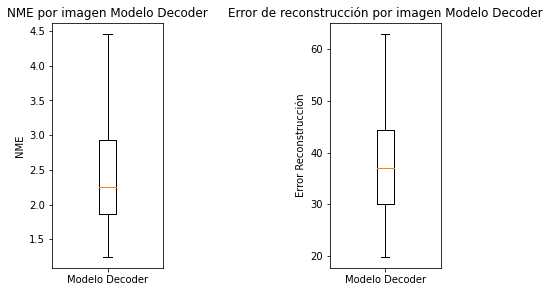 NME por imagen Modelo Decoder
4.5
4.0
3.5
3.0
2.5
2.0
1.5
NME
Modelo Decoder
Error de reconstrucción por imagen Modelo Decoder
60
50
40
30
20
Error Reconstrucción
Modelo Decoder